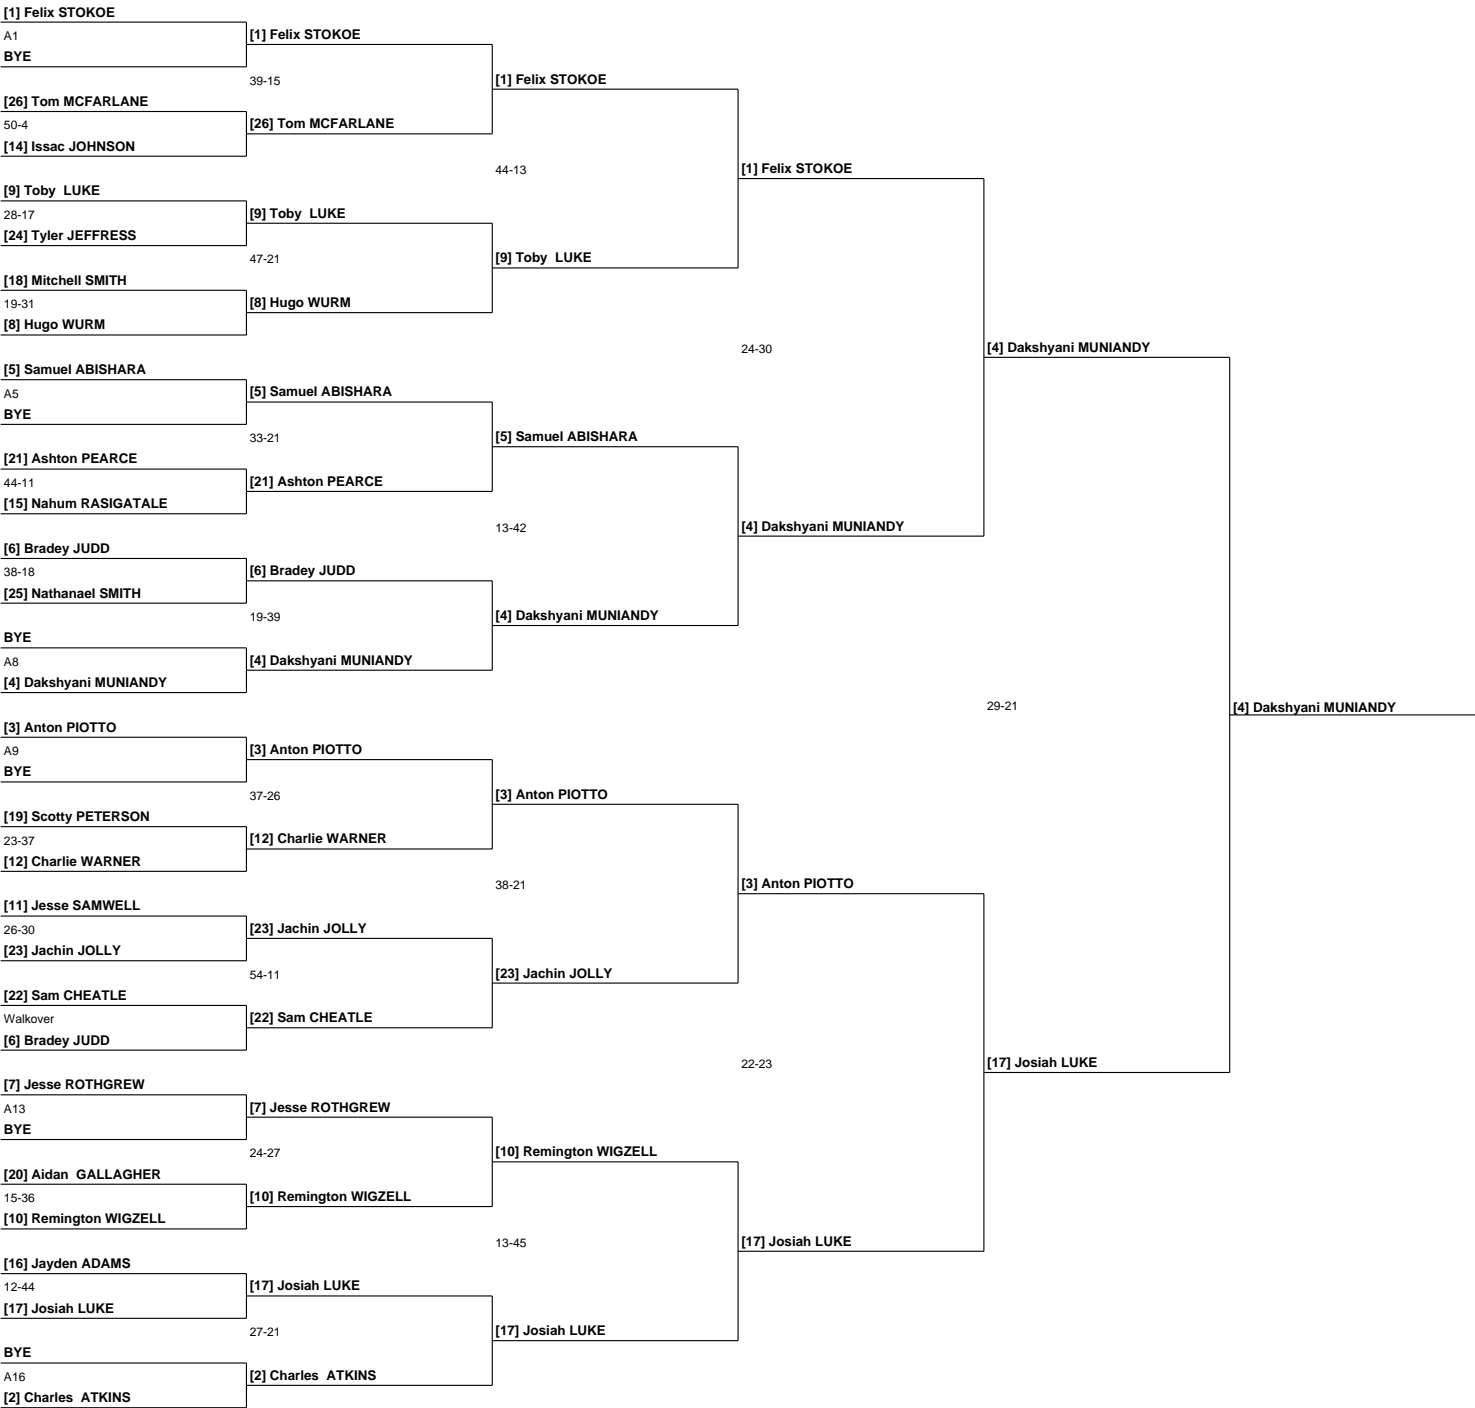 [1] Felix STOKOE
A1
[1] Felix STOKOE
BYE
39-15
[1] Felix STOKOE
[26] Tom MCFARLANE
50-4
[26] Tom MCFARLANE
[14] Issac JOHNSON
44-13
[1] Felix STOKOE
[9] Toby  LUKE
28-17
[9] Toby  LUKE
[24] Tyler JEFFRESS
47-21
[9] Toby  LUKE
[18] Mitchell SMITH
19-31
[8] Hugo WURM
[8] Hugo WURM
24-30
[4] Dakshyani MUNIANDY
[5] Samuel ABISHARA
A5
[5] Samuel ABISHARA
BYE
33-21
[5] Samuel ABISHARA
[21] Ashton PEARCE
44-11
[21] Ashton PEARCE
[15] Nahum RASIGATALE
13-42
[4] Dakshyani MUNIANDY
[6] Bradey JUDD
38-18
[6] Bradey JUDD
[25] Nathanael SMITH
19-39
[4] Dakshyani MUNIANDY
BYE
A8
[4] Dakshyani MUNIANDY
[4] Dakshyani MUNIANDY
29-21
[4] Dakshyani MUNIANDY
[3] Anton PIOTTO
A9
[3] Anton PIOTTO
BYE
37-26
[3] Anton PIOTTO
[19] Scotty PETERSON
23-37
[12] Charlie WARNER
[12] Charlie WARNER
38-21
[3] Anton PIOTTO
[11] Jesse SAMWELL
26-30
[23] Jachin JOLLY
[23] Jachin JOLLY
54-11
[23] Jachin JOLLY
[22] Sam CHEATLE
Walkover
[22] Sam CHEATLE
[6] Bradey JUDD
22-23
[17] Josiah LUKE
[7] Jesse ROTHGREW
A13
[7] Jesse ROTHGREW
BYE
24-27
[10] Remington WIGZELL
[20] Aidan  GALLAGHER
15-36
[10] Remington WIGZELL
[10] Remington WIGZELL
13-45
[17] Josiah LUKE
[16] Jayden ADAMS
12-44
[17] Josiah LUKE
[17] Josiah LUKE
27-21
[17] Josiah LUKE
BYE
A16
[2] Charles  ATKINS
[2] Charles  ATKINS